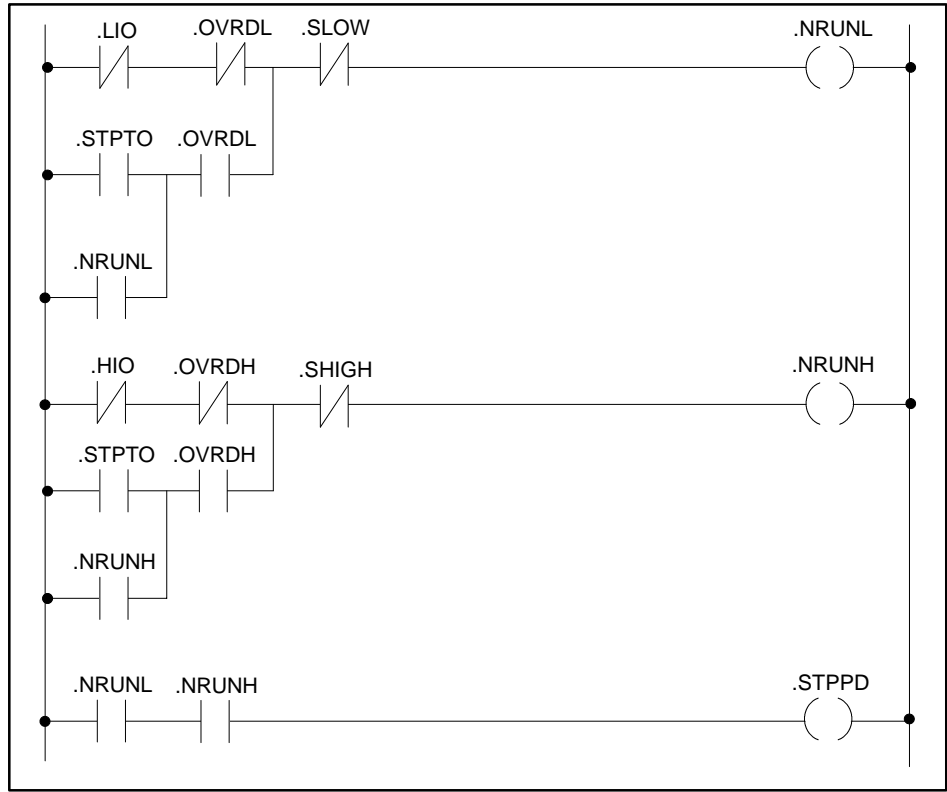 .LIO .OVRDL .SLOW .NRUNL
.STPTO .OVRDL
.NRUNL
.HIO .OVRDH .SHIGH .NRUNH
.STPTO .OVRDH
.NRUNH
.NRUNL .NRUNH .STPPD